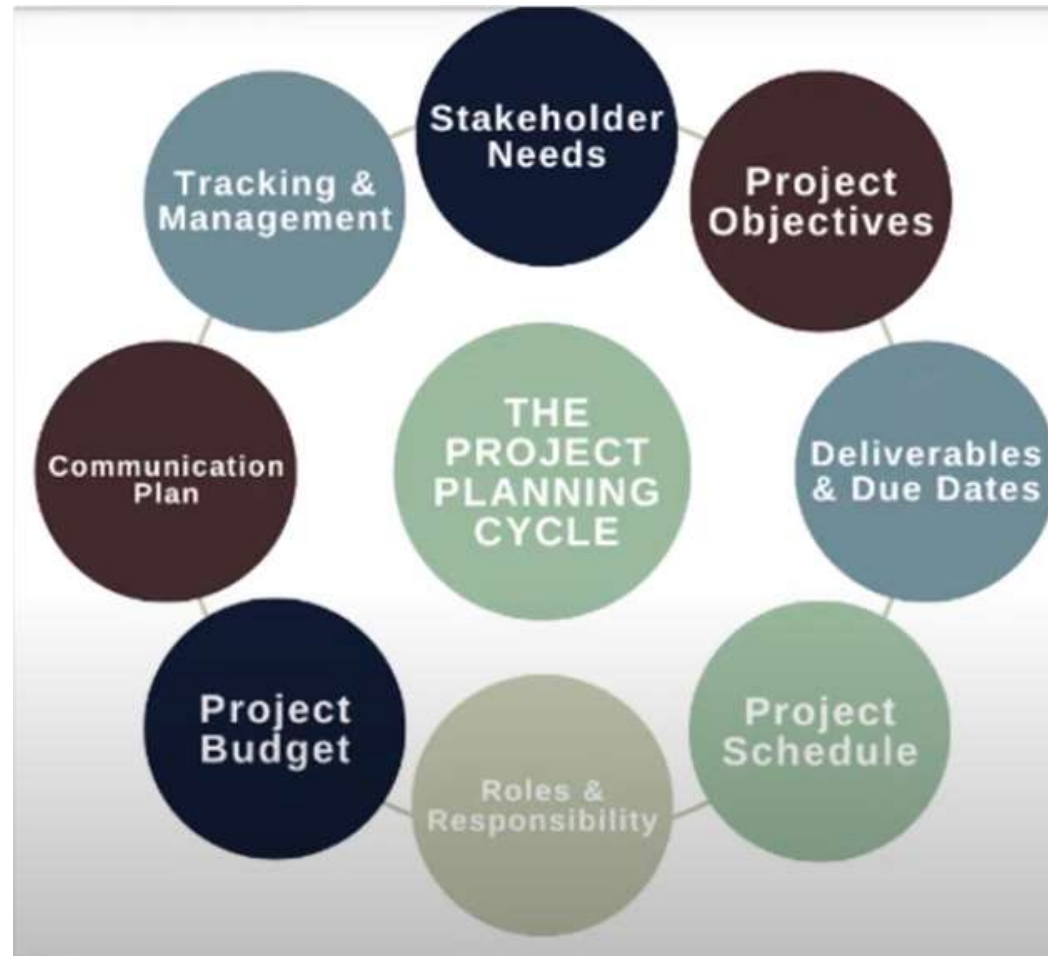 Stakeholder
Needs
Project
Objectives
Deliverables
& Due Dates
Project
Schedule
Roles &
Responsibility
Project
Budget
Communication
Plan
Tracking &
Management
THE
PROJECT
PLANNING
CYCLE